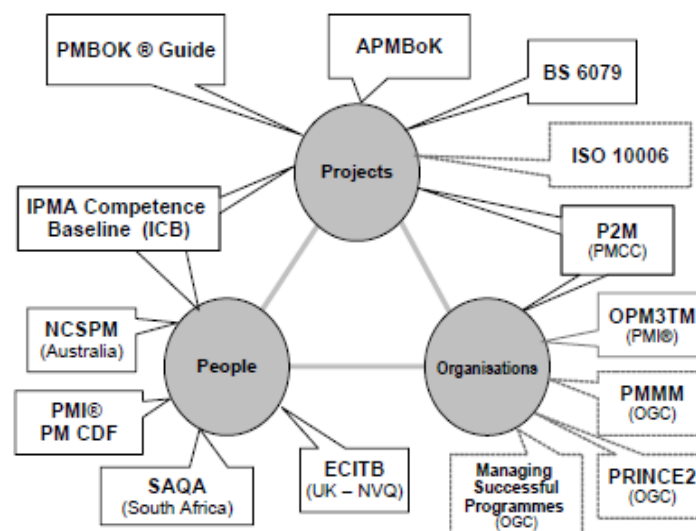 PMBOK ® Guide
APMBoK
BS 6079
Projects
ISO 10006
IPMA Competence
Baseline (ICB)
P2M
(PMCC)
NCSPM
(Australia)
People
Organisations
OPM3TM
(PMI®)
PMI®
PM CDF
PMMM
(OGC)
SAQA
(South Africa)
ECITB
(UK – NVQ)
Managing
Successful
Programmes
(OGC)
PRINCE2
(OGC)